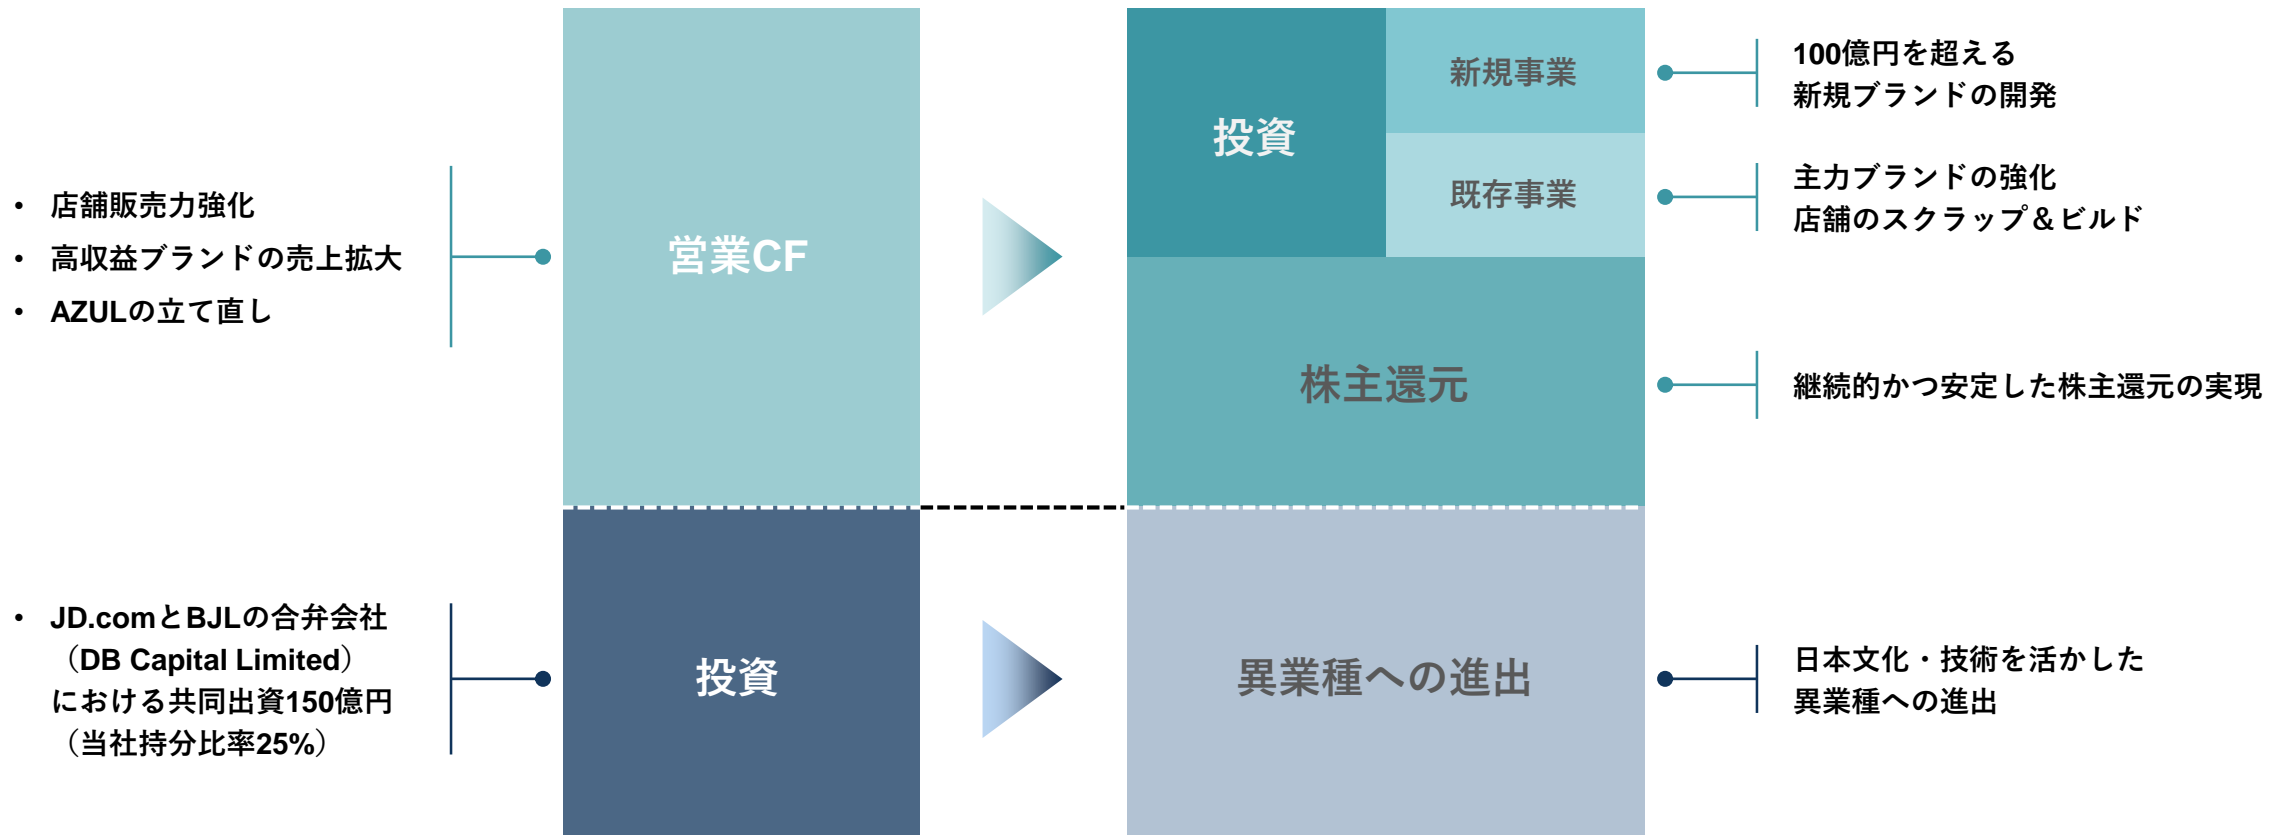 • 店舗販売力強化
• 高収益ブランドの売上拡大
• AZULの立て直し
営業CF
投資
新規事業
既存事業
株主還元
100億円を超える
新規ブランドの開発
主力ブランドの強化
店舗のスクラップ＆ビルド
継続的かつ安定した株主還元の実現
• JD.comとBJLの合弁会社
（DB Capital Limited）
における共同出資150億円
（当社持分比率25%）
投資
異業種への進出
日本文化・技術を活かした
異業種への進出